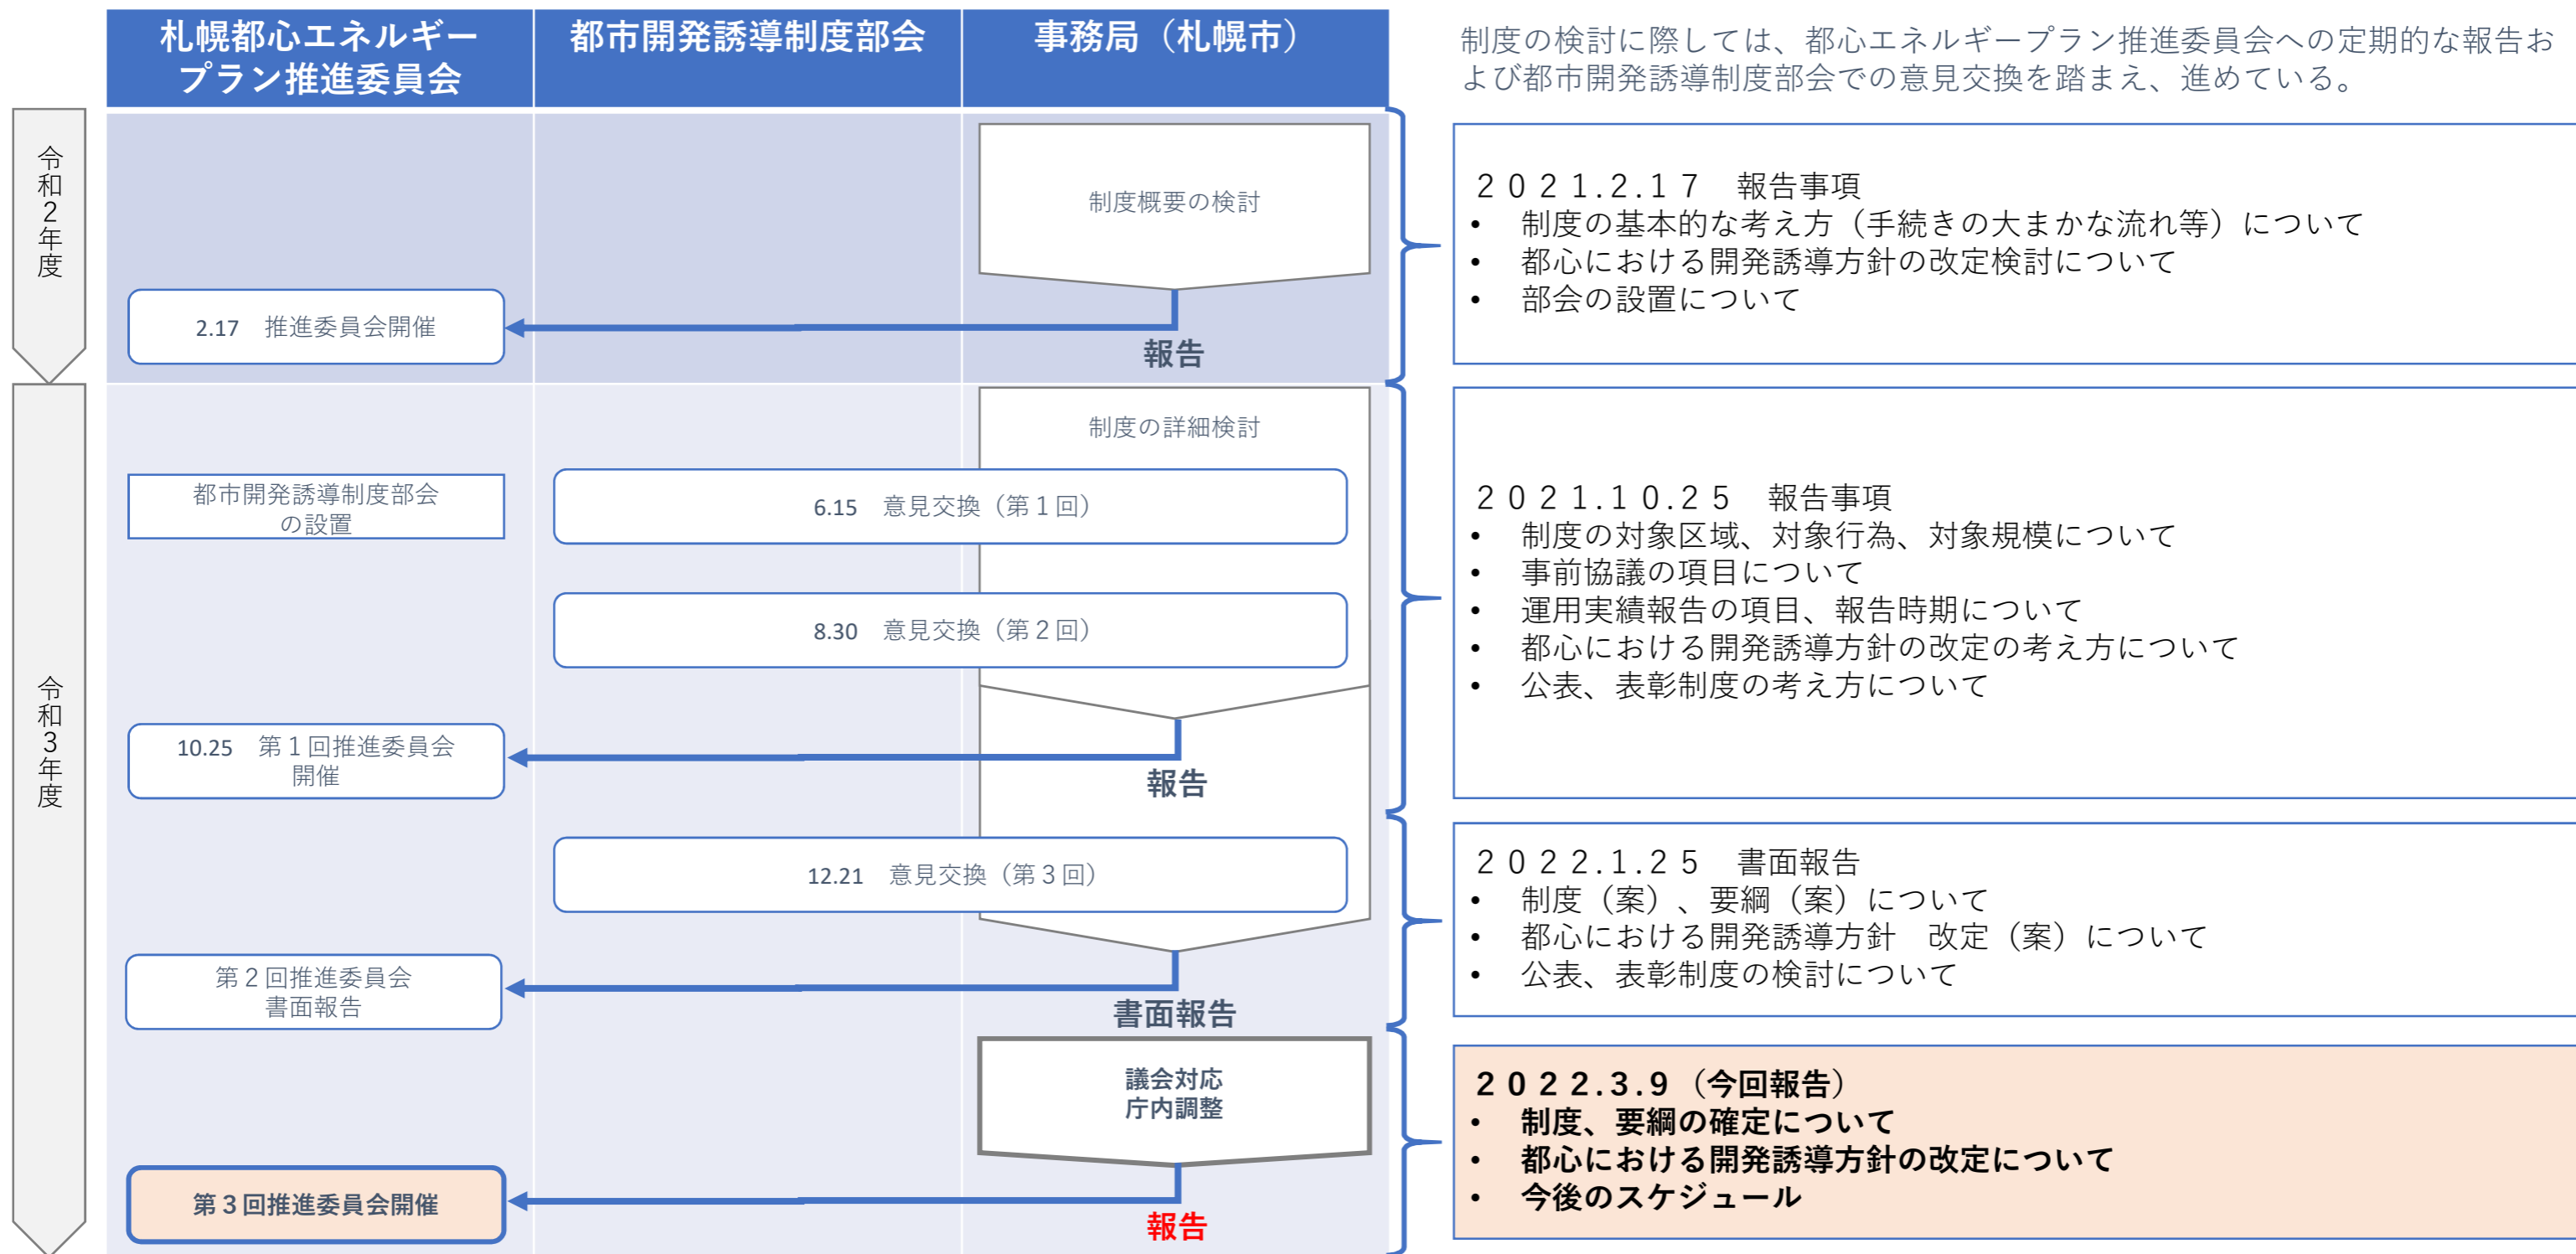 札幌都心エネルギー
プラン推進委員会
都市開発誘導制度部会
事務局（札幌市）
制度の検討に際しては、都心エネルギープラン推進委員会への定期的な報告お
よび都市開発誘導制度部会での意見交換を踏まえ、進めている。
令和２年度
制度概要の検討
2.17　推進委員会開催
報告
２０２１.２.１７　報告事項
•　制度の基本的な考え方（手続きの大まかな流れ等）について
•　都心における開発誘導方針の改定検討について
•　部会の設置について
令和３年度
制度の詳細検討
都市開発誘導制度部会
の設置
6.15　意見交換（第１回）
8.30　意見交換（第２回）
10.25　第１回推進委員会
開催
報告
２０２１.１０.２５　報告事項
•　制度の対象区域、対象行為、対象規模について
•　事前協議の項目について
•　運用実績報告の項目、報告時期について
•　都心における開発誘導方針の改定の考え方について
•　公表、表彰制度の考え方について
12.21　意見交換（第３回）
第２回推進委員会
書面報告
書面報告
２０２２.１.２５　書面報告
•　制度（案）、要綱（案）について
•　都心における開発誘導方針　改定（案）について
•　公表、表彰制度の検討について
議会対応
庁内調整
第３回推進委員会開催
報告
２０２２.３.９（今回報告）
•　制度、要綱の確定について
•　都心における開発誘導方針の改定について
•　今後のスケジュール